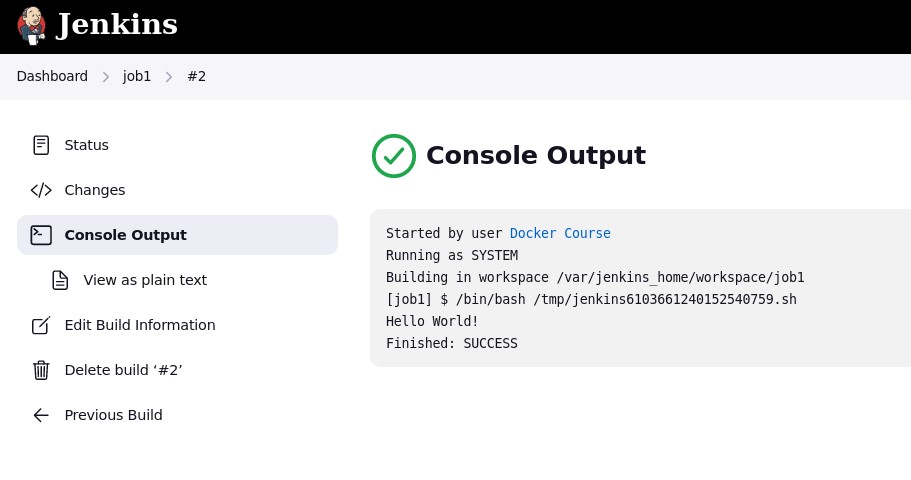 Jenkins
Dashboard > job1 > #2
Status
Changes
Console Output
View as plain text
Edit Build Information
Delete build ‘#2’
Previous Build
Console Output
Started by user Docker Course
Running as SYSTEM
Building in workspace /var/jenkins_home/workspace/job1
[job1] $ /bin/bash /tmp/jenkins6103661240152540759.sh
Hello World!
Finished: SUCCESS